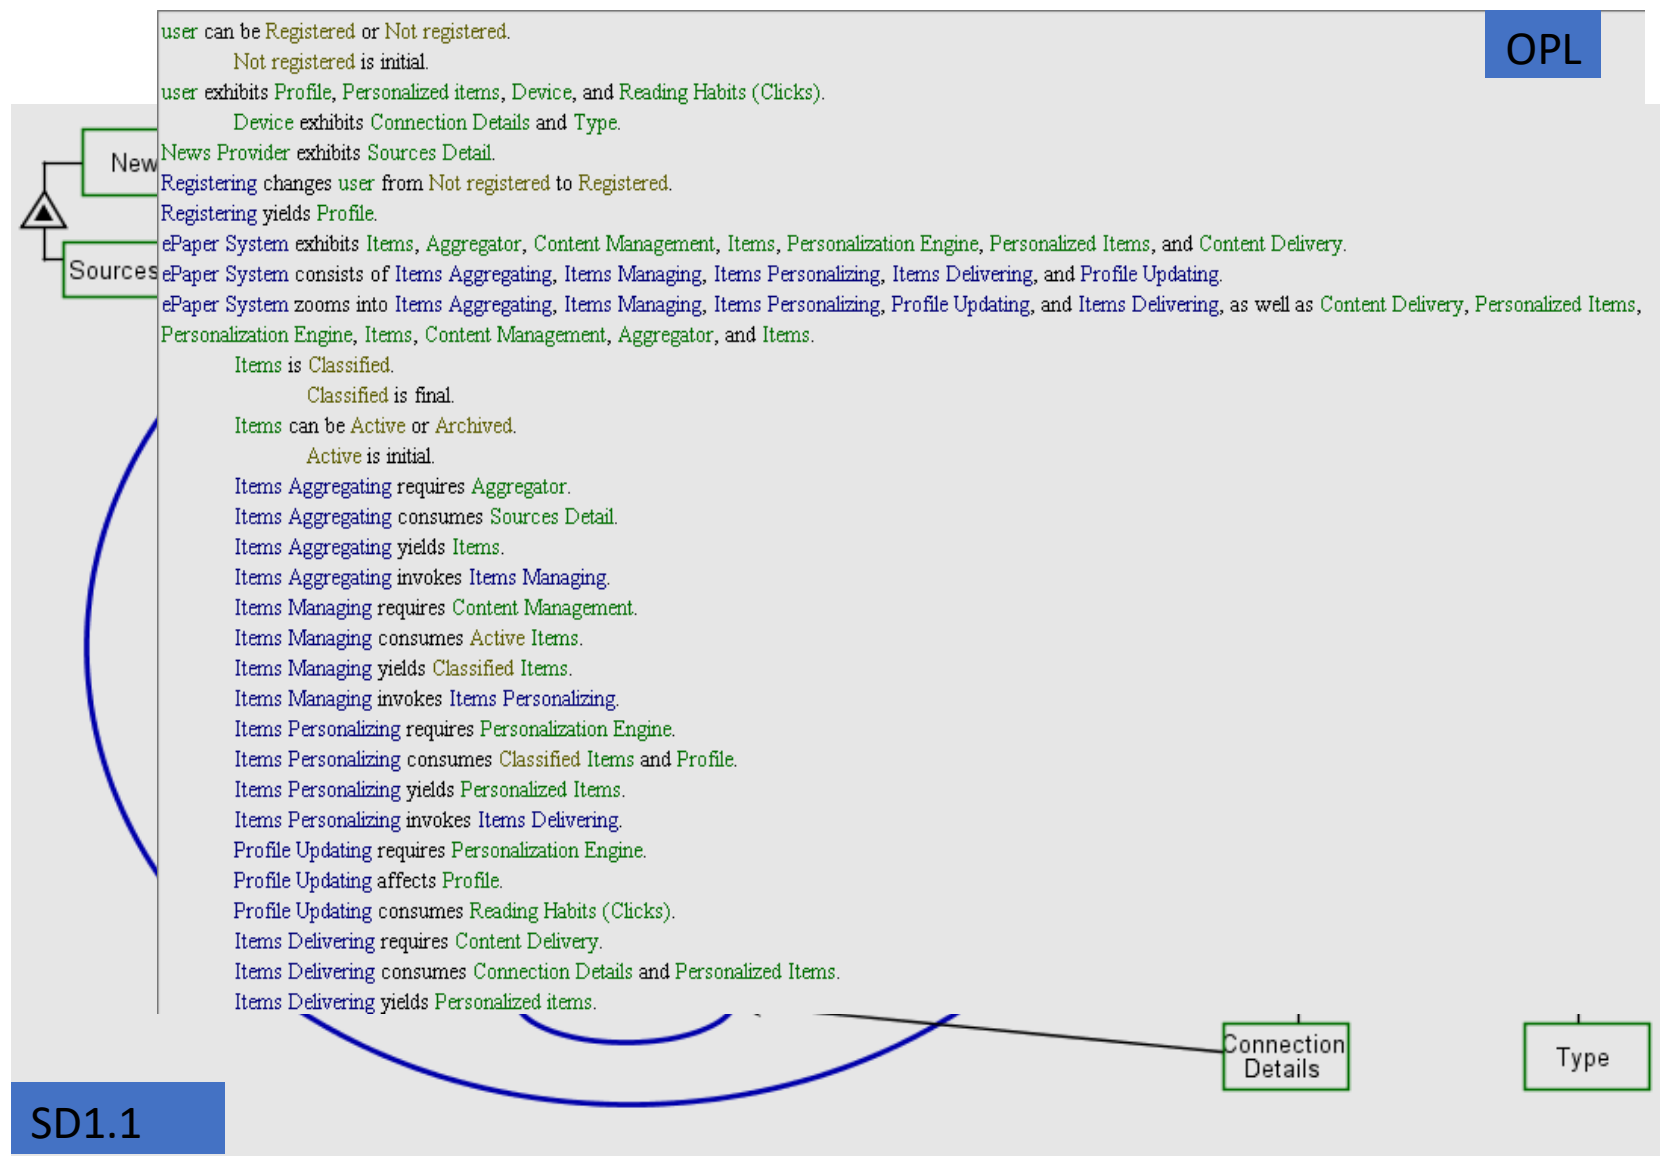 user can be Registered or Not registered.
OPL
Not registered is initial.
user exhibits Profile, Personalized items, Device, and Reading Habits (Clicks).
Device exhibits Connection Details and Type.
New
News Provider exhibits Sources Detail.
Registering changes user from Not registered to Registered.
Registering yields Profile.
ePaper System exhibits Items, Aggregator, Content Management, Items, Personalization Engine, Personalized Items, and Content Delivery.
Sources
ePaper System consists of Items Aggregating, Items Managing, Items Personalizing, Items Delivering, and Profile Updating.
ePaper System zooms into Items Aggregating, Items Managing, Items Personalizing, Profile Updating, and Items Delivering, as well as Content Delivery, Personalized Items,
Personalization Engine, Items, Content Management, Aggregator, and Items.
Items is Classified.
Classified is final.
Items can be Active or Archived.
Active is initial.
Items Aggregating requires Aggregator.
Items Aggregating consumes Sources Detail.
Items Aggregating yields Items.
Items Aggregating invokes Items Managing.
Items Managing requires Content Management.
Items Managing consumes Active Items.
Items Managing yields Classified Items.
Items Managing invokes Items Personalizing.
Items Personalizing requires Personalization Engine.
Items Personalizing consumes Classified Items and Profile.
Items Personalizing yields Personalized Items.
Items Personalizing invokes Items Delivering.
Profile Updating requires Personalization Engine.
Profile Updating affects Profile.
Profile Updating consumes Reading Habits (Clicks).
Items Delivering requires Content Delivery.
Items Delivering consumes Connection Details and Personalized Items.
Items Delivering yields Personalized items.
Connection
Details
Type
SD1.1